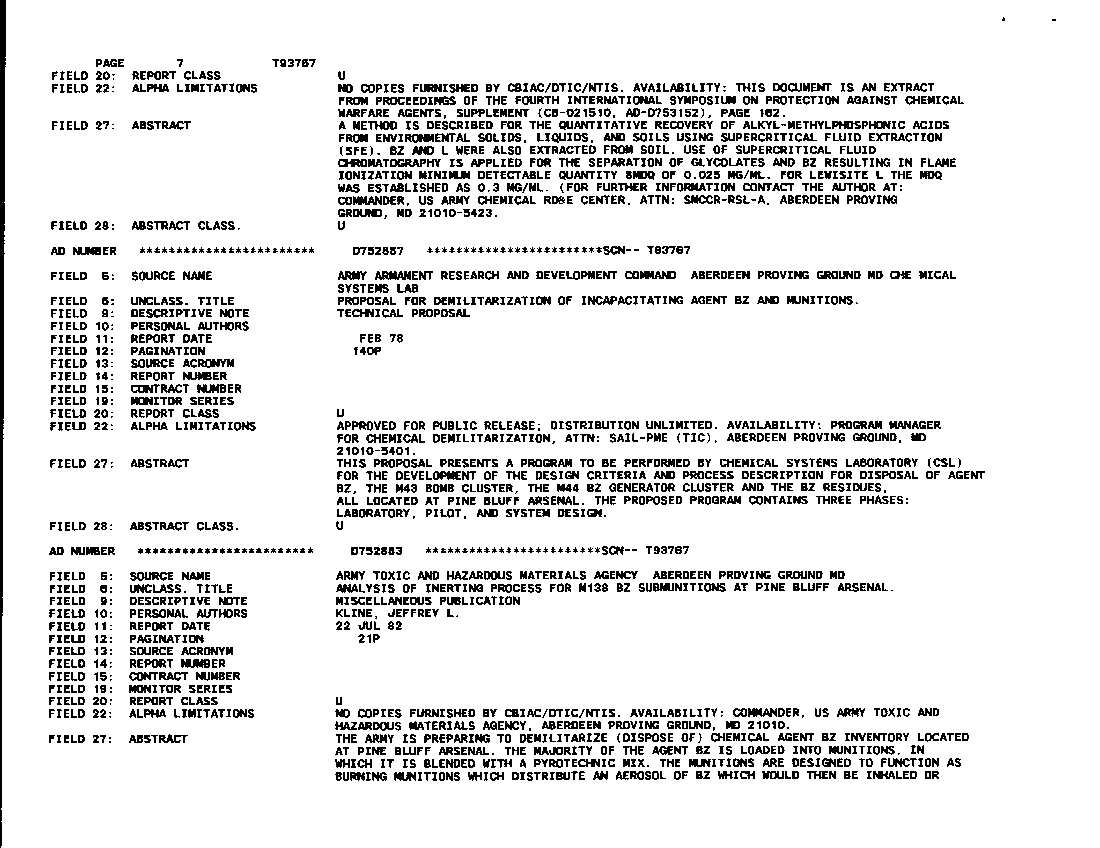 PAGE 7 T93767
FIELD 20: REPORT CLASS U
FIELD 22: ALPHA LIMITATIONS NO COPIES FURNISHED BY CBIAC/DTIC/NTIS. AVAILABILITY: THIS DOCUMENT IS AN EXTRACT
FROM PROCEEDINGS OF THE FOURTH INTERNATIONAL SYMPOSIUM ON PROTECTION AGAINST CHEMICAL
WARFARE AGENTS, SUPPLEMENT (CB-021510, AD-D753152), PAGE 162.
FIELD 27: ABSTRACT A METHOD IS DESCRIBED FOR THE QUANTITATIVE RECOVERY OF ALKYL-METHYLPHOSPHONIC ACIDS
FROM ENVIRONMENTAL SOLIDS, LIQUIDS, AND SOILS USING SUPERCRITICAL FLUID EXTRACTION
(SFE). BZ AND L WERE ALSO EXTRACTED FROM SOIL. USE OF SUPERCRITICAL FLUID
CHROMATOGRAPHY IS APPLIED FOR THE SEPARATION OF GLYCOLATES AND BZ RESULTING IN FLAME
IONIZATION MINIMUM DETECTABLE QUANTITY 8MDQ OF 0.025 MG/ML. FOR LEWISITE L THE MDQ
WAS ESTABLISHED AS 0.3 MG/ML. (FOR FURTHER INFORMATION CONTACT THE AUTHOR AT:
COMMANDER, US ARMY CHEMICAL RD&E CENTER, ATTN: SMCCR-RSL-A, ABERDEEN PROVING
GROUND, MD 21010-5423.
FIELD 28: ABSTRACT CLASS. U
AD NUMBER ************************ D752887 ************************SCN-- T93767
FIELD 5: SOURCE NAME ARMY ARMAMENT RESEARCH AND DEVELOPMENT COMMAND ABERDEEN PROVING GROUND MD CHE MICAL
SYSTEMS LAB
FIELD 6: UNCLASS. TITLE PROPOSAL FOR DEMILITARIZATION OF INCAPACITATING AGENT BZ AND MUNITIONS.
FIELD 9: DESCRIPTIVE NOTE TECHNICAL PROPOSAL
FIELD 10: PERSONAL AUTHORS
FIELD 11: REPORT DATE FEB 78
FIELD 12: PAGINATION 140P
FIELD 13: SOURCE ACRONYM
FIELD 14: REPORT NUMBER
FIELD 15: CONTRACT NUMBER
FIELD 19: MONITOR SERIES
FIELD 20: REPORT CLASS U
FIELD 22: ALPHA LIMITATIONS APPROVED FOR PUBLIC RELEASE; DISTRIBUTION UNLIMITED. AVAILABILITY: PROGRAM MANAGER
FOR CHEMICAL DEMILITARIZATION, ATTN: SAIL-PME (TIC), ABERDEEN PROVING GROUND, MD
21010-5401.
FIELD 27: ABSTRACT THIS PROPOSAL PRESENTS A PROGRAM TO BE PERFORMED BY CHEMICAL SYSTEMS LABORATORY (CSL)
FOR THE DEVELOPMENT OF THE DESIGN CRITERIA AND PROCESS DESCRIPTION FOR DISPOSAL OF AGENT
BZ, THE M43 BOMB CLUSTER, THE M44 BZ GENERATOR CLUSTER AND THE BZ RESIDUES,
ALL LOCATED AT PINE BLUFF ARSENAL. THE PROPOSED PROGRAM CONTAINS THREE PHASES:
LABORATORY, PILOT, AND SYSTEM DESIGN.
FIELD 28: ABSTRACT CLASS. U
AD NUMBER ************************ D752883 ************************SCN-- T93767
FIELD 5: SOURCE NAME ARMY TOXIC AND HAZARDOUS MATERIALS AGENCY ABERDEEN PROVING GROUND MD
FIELD 6: UNCLASS. TITLE ANALYSIS OF INERTING PROCESS FOR M138 BZ SUBMUNITIONS AT PINE BLUFF ARSENAL.
FIELD 9: DESCRIPTIVE NOTE MISCELLANEOUS PUBLICATION
FIELD 10: PERSONAL AUTHORS KLINE, JEFFREY L.
FIELD 11: REPORT DATE 22 JUL 82
FIELD 12: PAGINATION 21P
FIELD 13: SOURCE ACRONYM
FIELD 14: REPORT NUMBER
FIELD 15: CONTRACT NUMBER
FIELD 19: MONITOR SERIES
FIELD 20: REPORT CLASS U
FIELD 22: ALPHA LIMITATIONS NO COPIES FURNISHED BY CBIAC/DTIC/NTIS. AVAILABILITY: COMMANDER, US ARMY TOXIC AND
HAZARDOUS MATERIALS AGENCY, ABERDEEN PROVING GROUND, MD 21010.
FIELD 27: ABSTRACT THE ARMY IS PREPARING TO DEMILITARIZE (DISPOSE OF) CHEMICAL AGENT BZ INVENTORY LOCATED
AT PINE BLUFF ARSENAL. THE MAJORITY OF THE AGENT BZ IS LOADED INTO MUNITIONS, IN
WHICH IT IS BLENDED WITH A PYROTECHNIC MIX. THE MUNITIONS ARE DESIGNED TO FUNCTION AS
BURNING MUNITIONS WHICH DISTRIBUTE AN AEROSOL OF BZ WHICH WOULD THEN BE INHALED OR